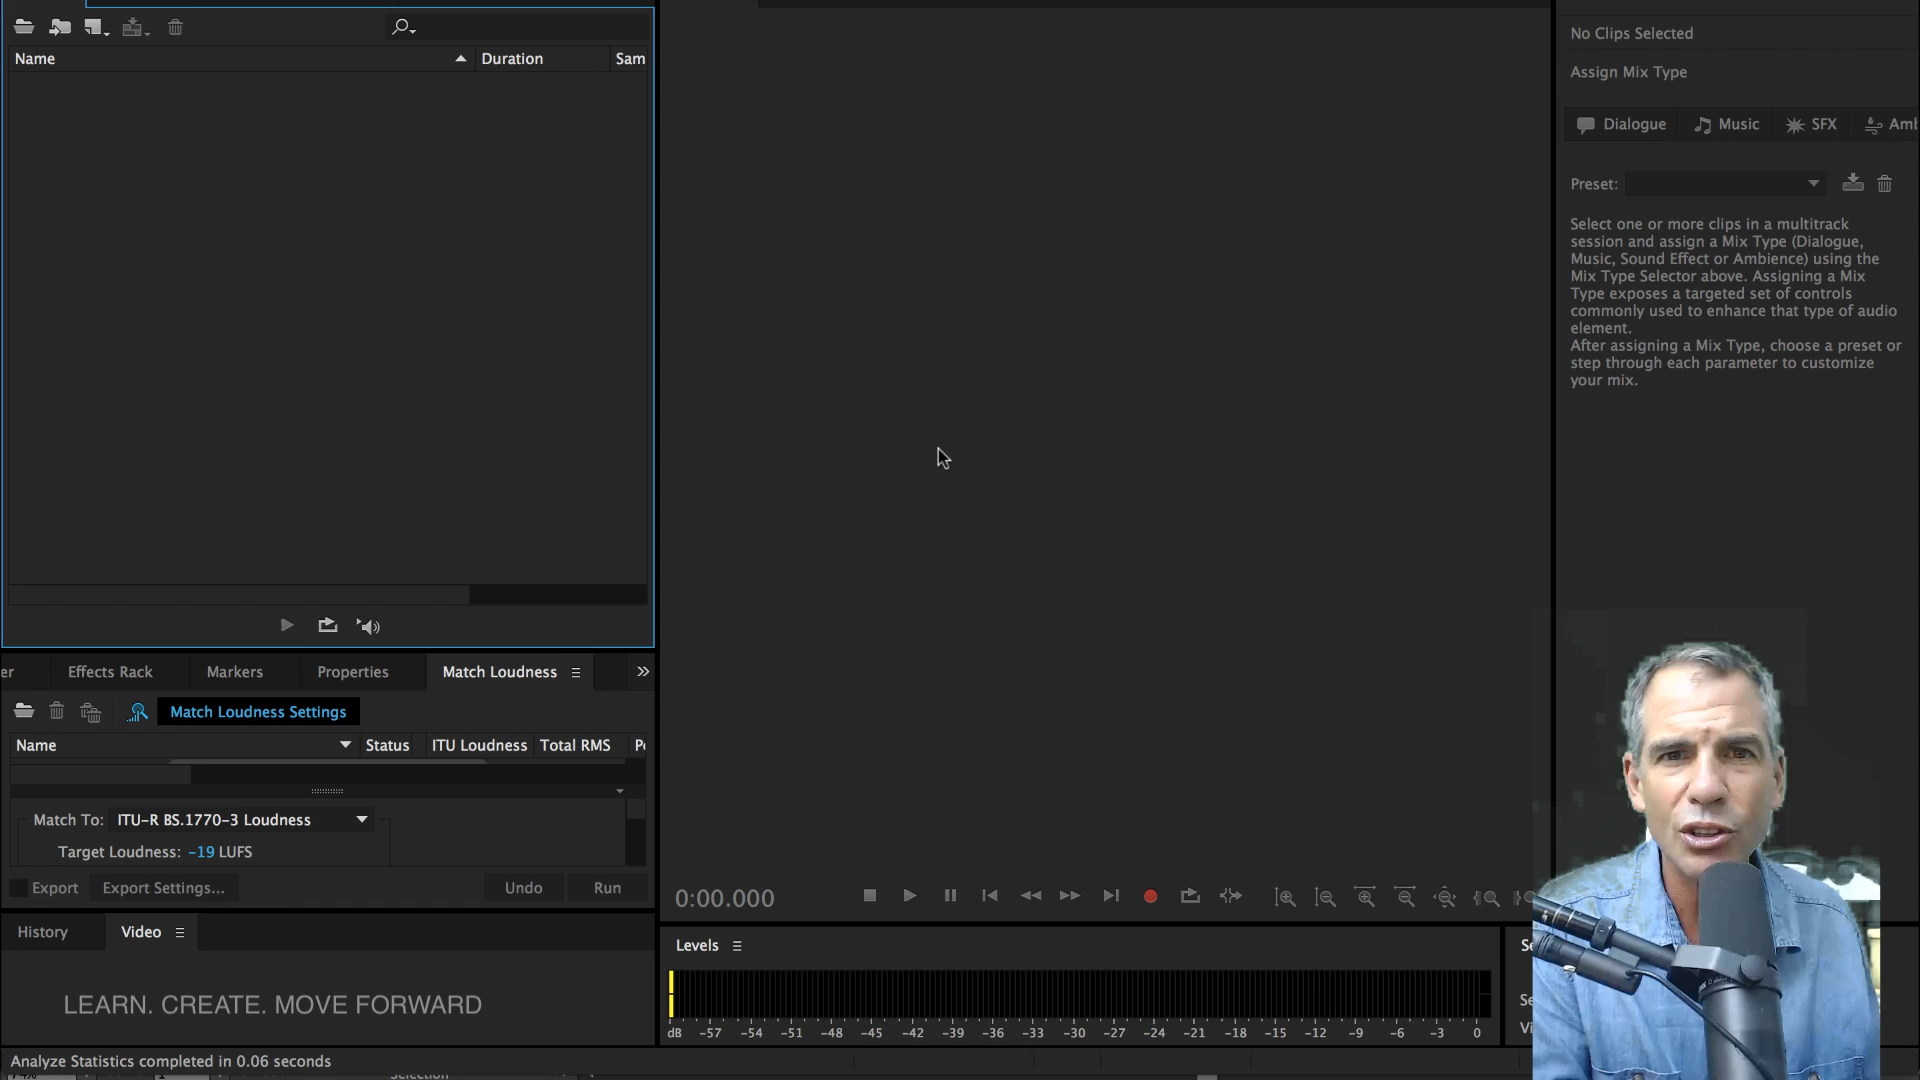 Name
Duration
Sam
No Clips Selected
Assign Mix Type
Dialogue
Music
SFX
Amb
Preset:
Select one or more clips in a multitrack
session and assign a Mix Type (Dialogue,
Music, Sound Effect or Ambience) using the
Mix Type Selector above. Assigning a Mix
Type exposes a targeted set of controls
commonly used to enhance that type of audio
element.
After assigning a Mix Type, choose a preset or
step through each parameter to customize
your mix.
er
Effects Rack
Markers
Properties
Match Loudness
Match Loudness Settings
Name
Status
ITU Loudness
Total RMS
Match To: ITU-R BS.1770-3 Loudness
Target Loudness: -19 LUFS
Export
Export Settings...
Undo
Run
0:00.000
History
Video
Levels
LEARN. CREATE. MOVE FORWARD
dB -57 -54 -51 -48 -45 -42 -39 -36 -33 -30 -27 -24 -21 -18 -15 -12 -9 -6 -3 0
Analyze Statistics completed in 0.06 seconds